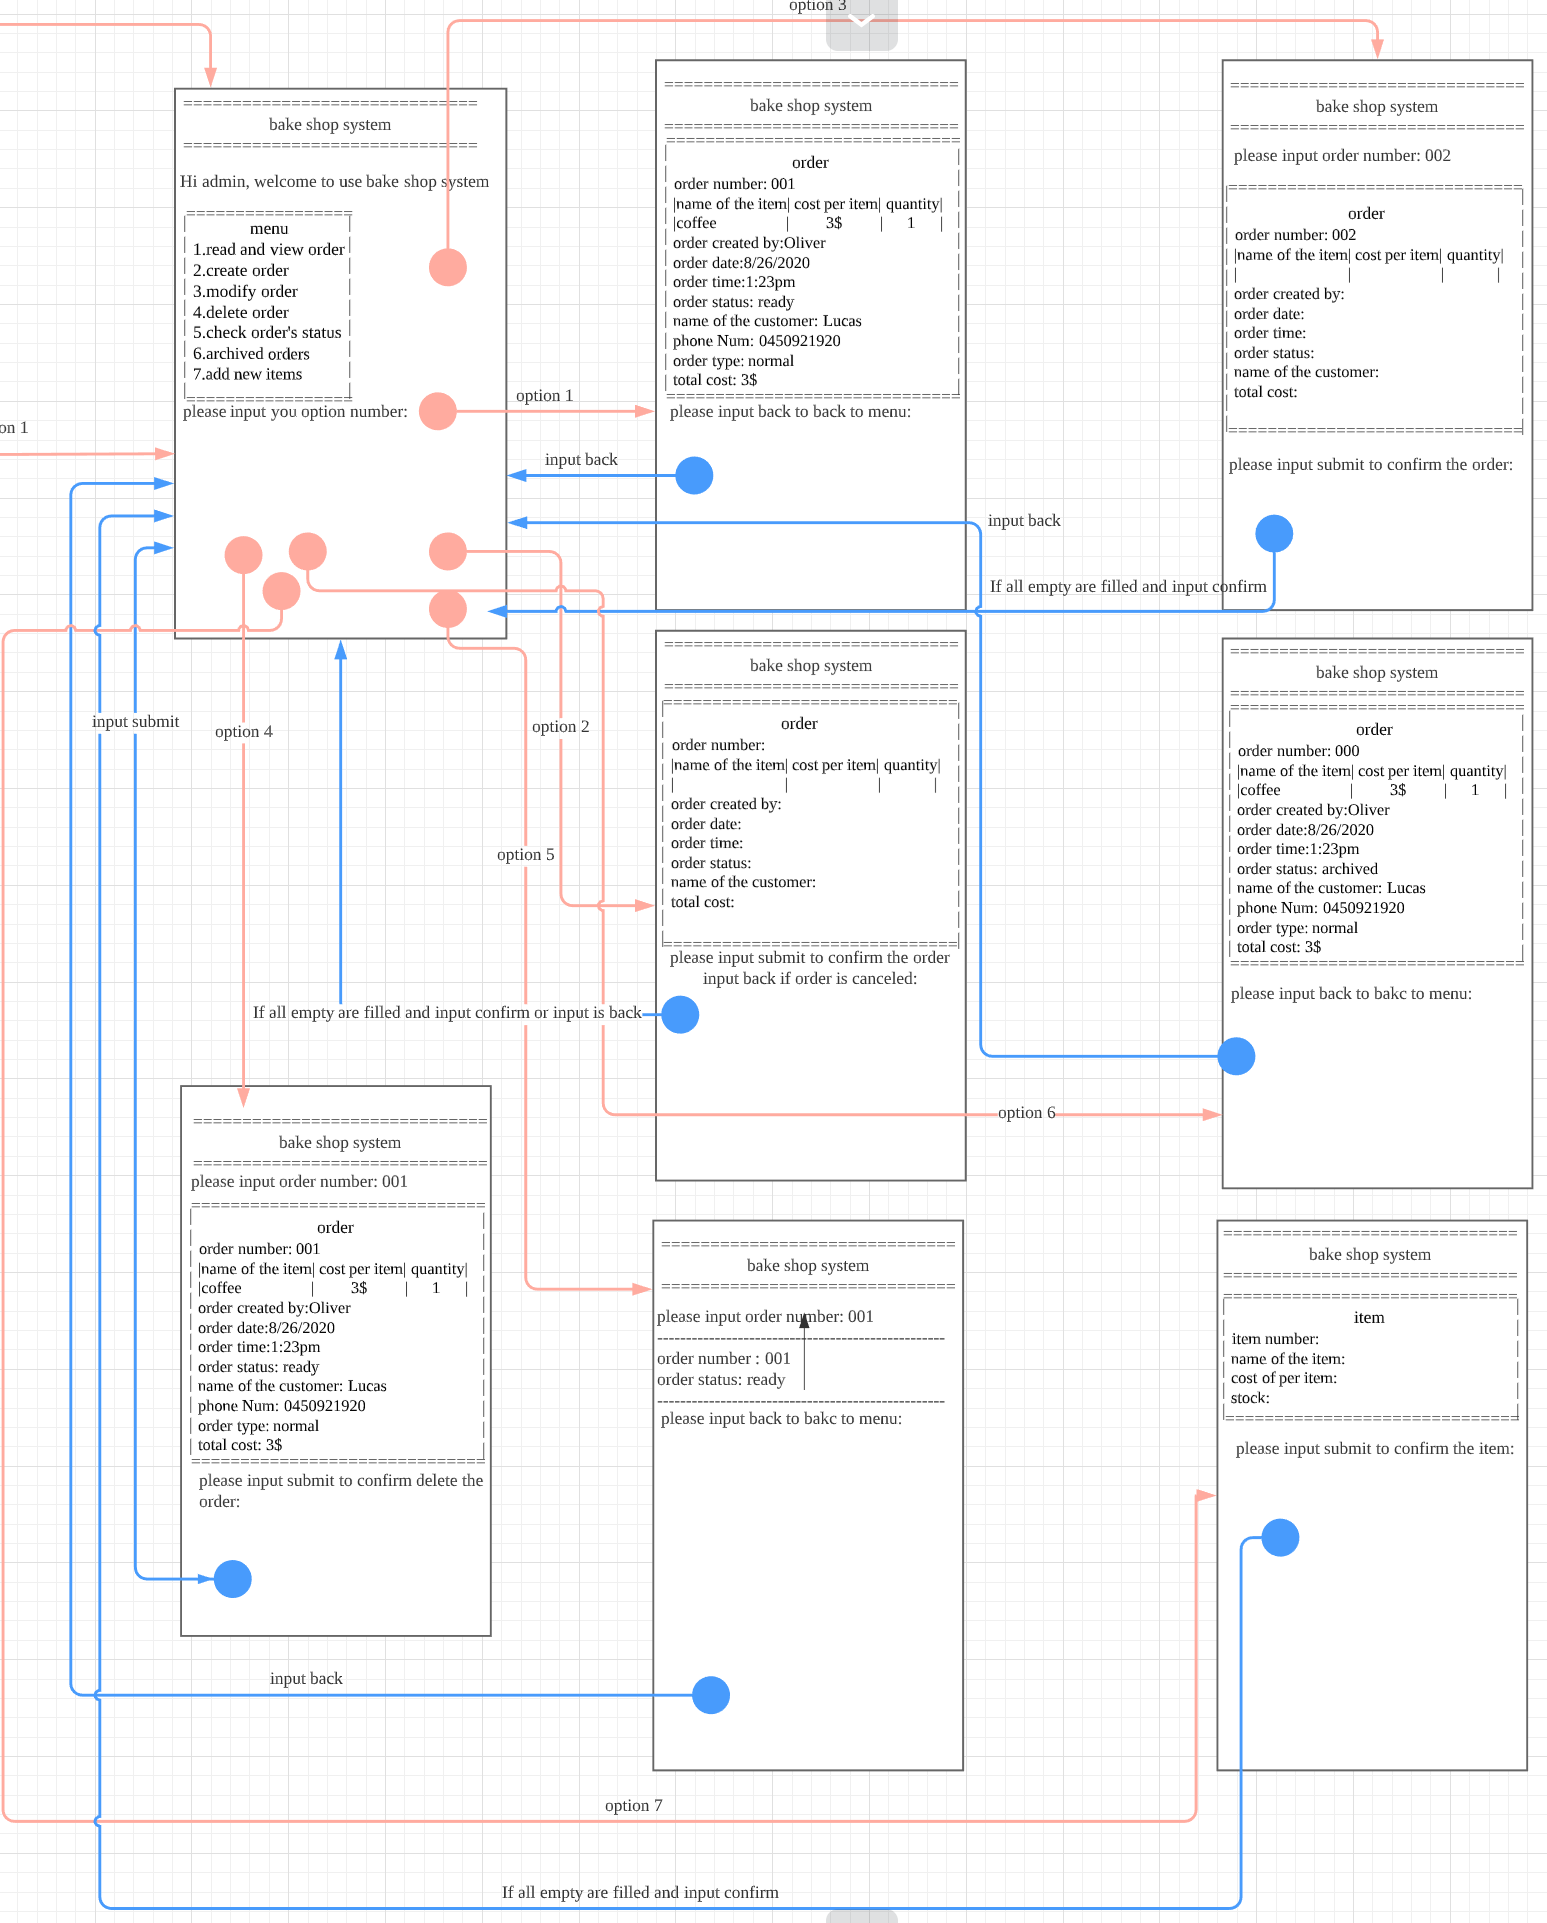 option 3
==============================
bake shop system
==============================
Hi admin, welcome to use bake shop system
=================
menu
1.read and view order
2.create order
3.modify order
4.delete order
5.check order's status
6.archived orders
7.add new items
=================
please input you option number:
on 1
option 1
input back
==============================
bake shop system
==============================
==============================
order
order number: 001
|name of the item| cost per item| quantity|
|coffee | 3$ | 1 |
order created by:Oliver
order date:8/26/2020
order time:1:23pm
order status: ready
name of the customer: Lucas
phone Num: 0450921920
order type: normal
total cost: 3$
==============================
please input back to back to menu:
==============================
bake shop system
==============================
please input order number: 002
==============================
order
order number: 002
|name of the item| cost per item| quantity|
| | | |
order created by:
order date:
order time:
order status:
name of the customer:
total cost:
==============================
please input submit to confirm the order:
input back
If all empty are filled and input confirm
input submit
option 4
option 2
option 5
==============================
bake shop system
==============================
==============================
order
order number:
|name of the item| cost per item| quantity|
| | | |
order created by:
order date:
order time:
order status:
name of the customer:
total cost:
==============================
please input submit to confirm the order
input back if order is canceled:
If all empty are filled and input confirm or input is back
==============================
bake shop system
==============================
==============================
order
order number: 000
|name of the item| cost per item| quantity|
|coffee | 3$ | 1 |
order created by:Oliver
order date:8/26/2020
order time:1:23pm
order status: archived
name of the customer: Lucas
phone Num: 0450921920
order type: normal
total cost: 3$
==============================
please input back to bakc to menu:
option 6
==============================
bake shop system
==============================
please input order number: 001
==============================
order
order number: 001
|name of the item| cost per item| quantity|
|coffee | 3$ | 1 |
order created by:Oliver
order date:8/26/2020
order time:1:23pm
order status: ready
name of the customer: Lucas
phone Num: 0450921920
order type: normal
total cost: 3$
==============================
please input submit to confirm delete the
order:
==============================
bake shop system
==============================
please input order number: 001
--------------------------------------------------
order number : 001
order status: ready
--------------------------------------------------
please input back to bakc to menu:
==============================
bake shop system
==============================
==============================
item
item number:
name of the item:
cost of per item:
stock:
==============================
please input submit to confirm the item:
input back
option 7
If all empty are filled and input confirm